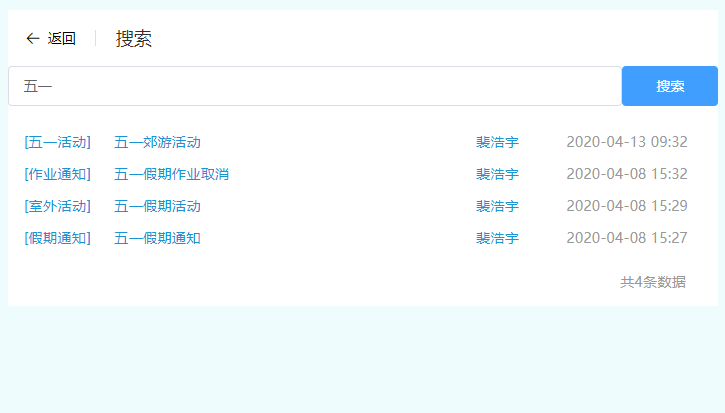 返回 搜索
五一 搜索
[五一活动] 五一郊游活动 裴浩宇 2020-04-13 09:32
[作业通知] 五一假期作业取消 裴浩宇 2020-04-08 15:32
[室外活动] 五一假期活动 裴浩宇 2020-04-08 15:29
[假期通知] 五一假期通知 裴浩宇 2020-04-08 15:27
共4条数据